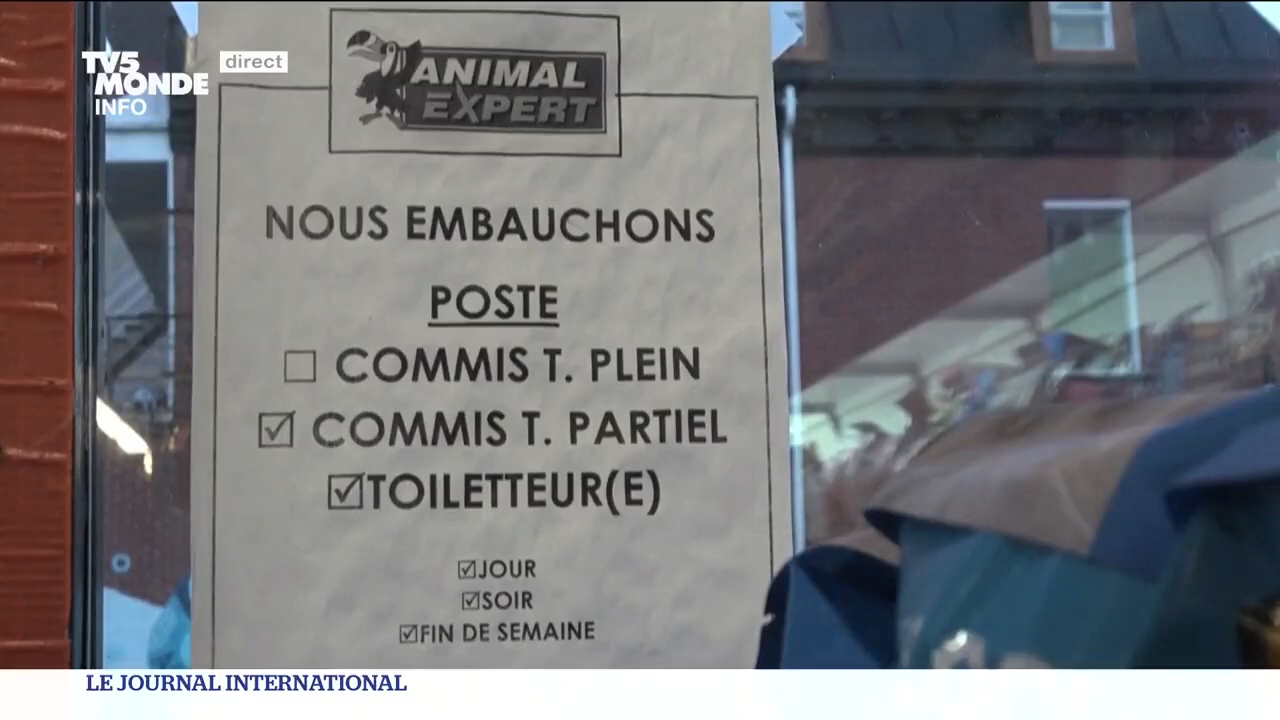 TV5
MONDE
INFO
direct
ANIMAL
EXPERT
NOUS EMBAUCHONS
POSTE
☐ COMMIS T. PLEIN
☑ COMMIS T. PARTIEL
☑TOILETTEUR(E)
☑JOUR
☑SOIR
☑FIN DE SEMAINE
LE JOURNAL INTERNATIONAL